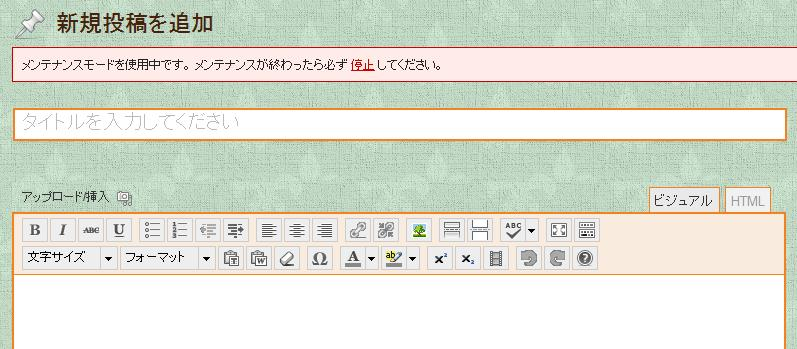 新規投稿を追加
メンテナンスモードを使用中です。メンテナンスが終わったら必ず 停止 してください。
タイトルを入力してください
アップロード/挿入
ビジュアル HTML
B I ABC U ABC
文字サイズ フォーマット T W Ω A ab x² x₂ ?